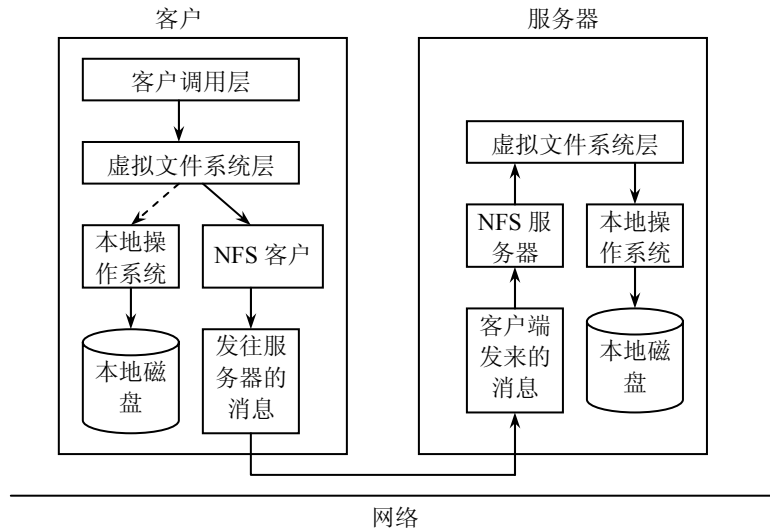 客户
服务器
客户调用层
虚拟文件系统层
本地操
作系统
NFS 客户
本地磁
盘
发往服
务器的
消息
虚拟文件系统层
NFS 服
务器
本地操
作系统
客户端
发来的
消息
本地磁
盘
网络